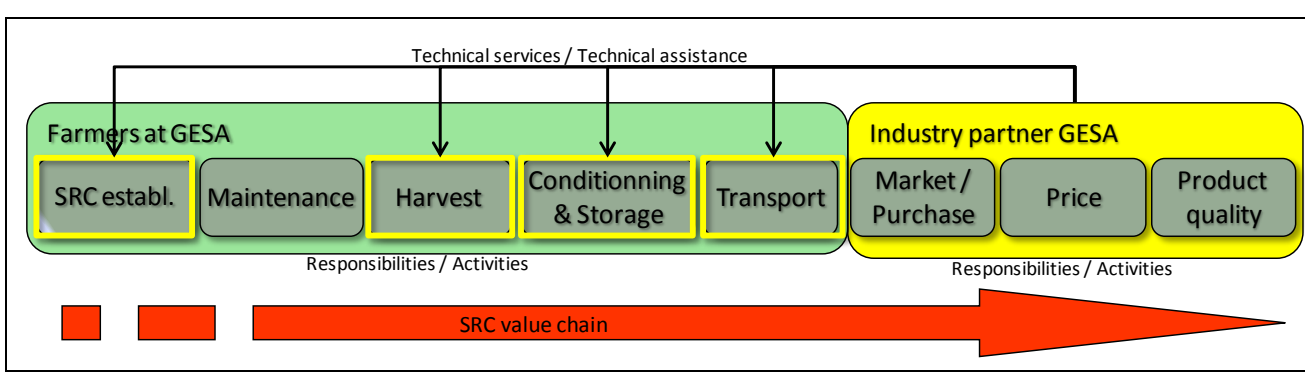 Technical services / Technical assistance
Farmers at GESA
Industry partner GESA
SRC establ.
Maintenance
Harvest
Conditionning
& Storage
Transport
Market /
Purchase
Price
Product
quality
Responsibilities / Activities
Responsibilities / Activities
SRC value chain